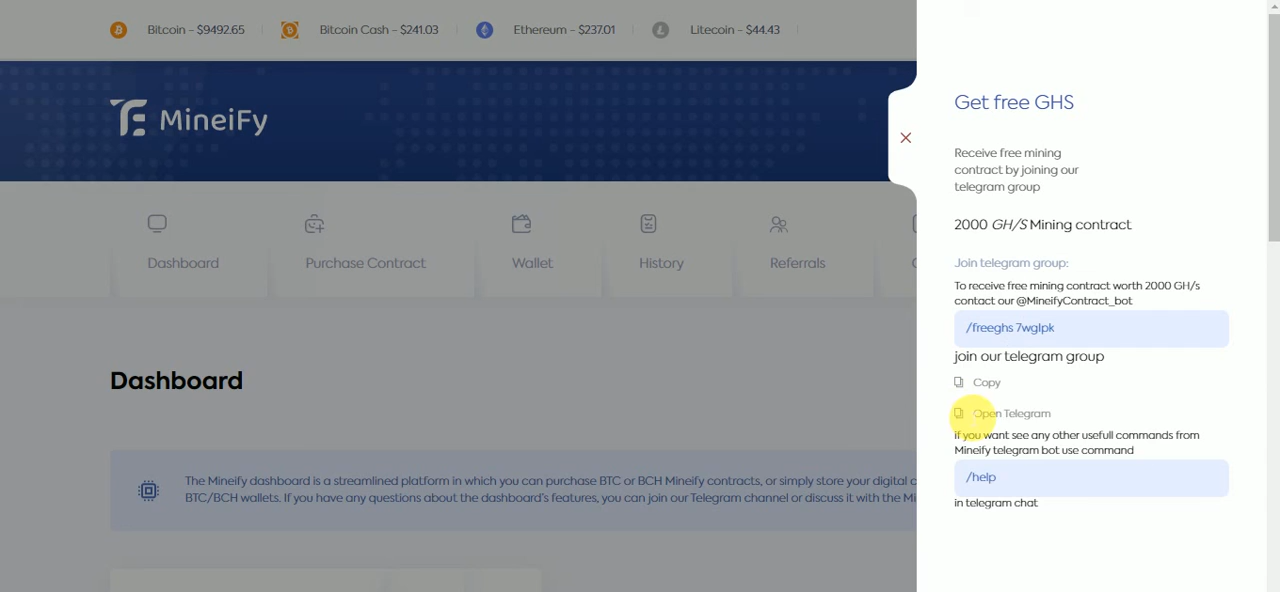 Bitcoin - $9492.65
Bitcoin Cash - $241.03
Ethereum - $237.01
Litecoin - $44.43
MineiFy
Dashboard
Purchase Contract
Wallet
History
Referrals
Dashboard
The Mineify dashboard is a streamlined platform in which you can purchase BTC or BCH Mineify contracts, or simply store your digital
BTC/BCH wallets. If you have any questions about the dashboard's features, you can join our Telegram channel or discuss it with the
Get free GHS
Receive free mining
contract by joining our
telegram group
2000 GH/S Mining contract
Join telegram group:
To receive free mining contract worth 2000 GH/s
contact our @MineifyContract_bot
/freeghs 7wgIpk
join our telegram group
Copy
Open Telegram
if you want see any other usefull commands from
Mineify telegram bot use command
/help
in telegram chat